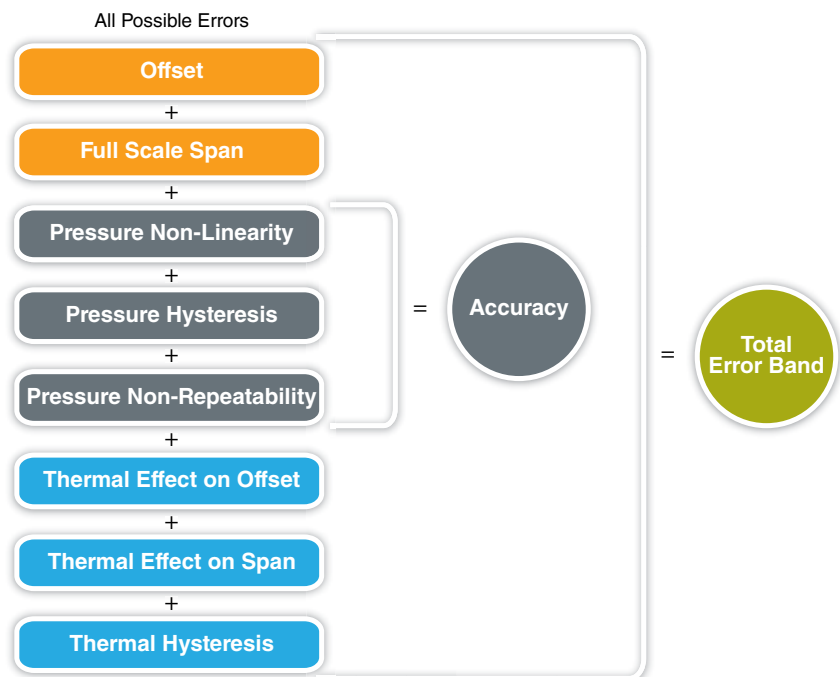 All Possible Errors
Offset
+
Full Scale Span
+
Pressure Non-Linearity
+
Pressure Hysteresis
+
Pressure Non-Repeatability
+
Thermal Effect on Offset
+
Thermal Effect on Span
+
Thermal Hysteresis
=
Accuracy
=
Total
Error Band